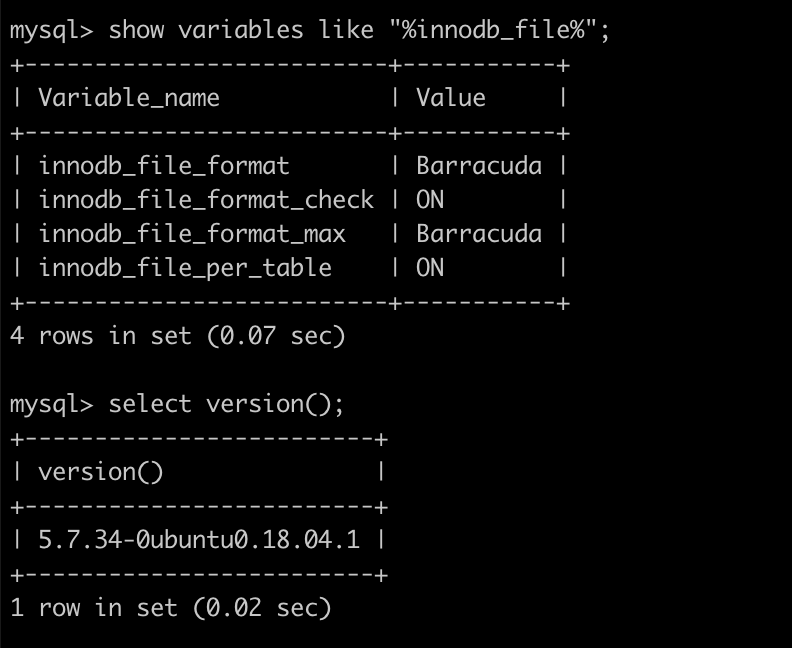 mysql> show variables like "%innodb_file%";
+--------------------------+-----------+
| Variable_name            | Value     |
+--------------------------+-----------+
| innodb_file_format       | Barracuda |
| innodb_file_format_check | ON        |
| innodb_file_format_max   | Barracuda |
| innodb_file_per_table    | ON        |
+--------------------------+-----------+
4 rows in set (0.07 sec)

mysql> select version();
+-------------------------+
| version()               |
+-------------------------+
| 5.7.34-0ubuntu0.18.04.1 |
+-------------------------+
1 row in set (0.02 sec)